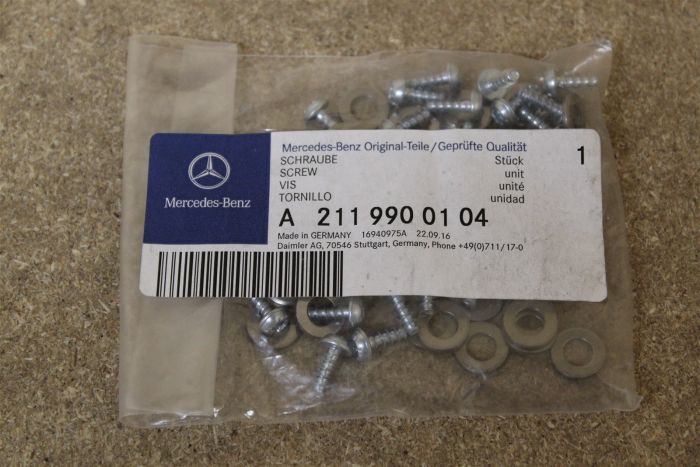 Mercedes-Benz
Mercedes-Benz Original-Teile/Geprüfte Qualität
SCHRAUBE Stück 1
SCREW unit
VIS unité
TORNILLO unidad
A 211 990 01 04
Made in GERMANY 16940975A 22.09.16
Daimler AG, 70546 Stuttgart, Germany, Phone +49(0)711/17-0